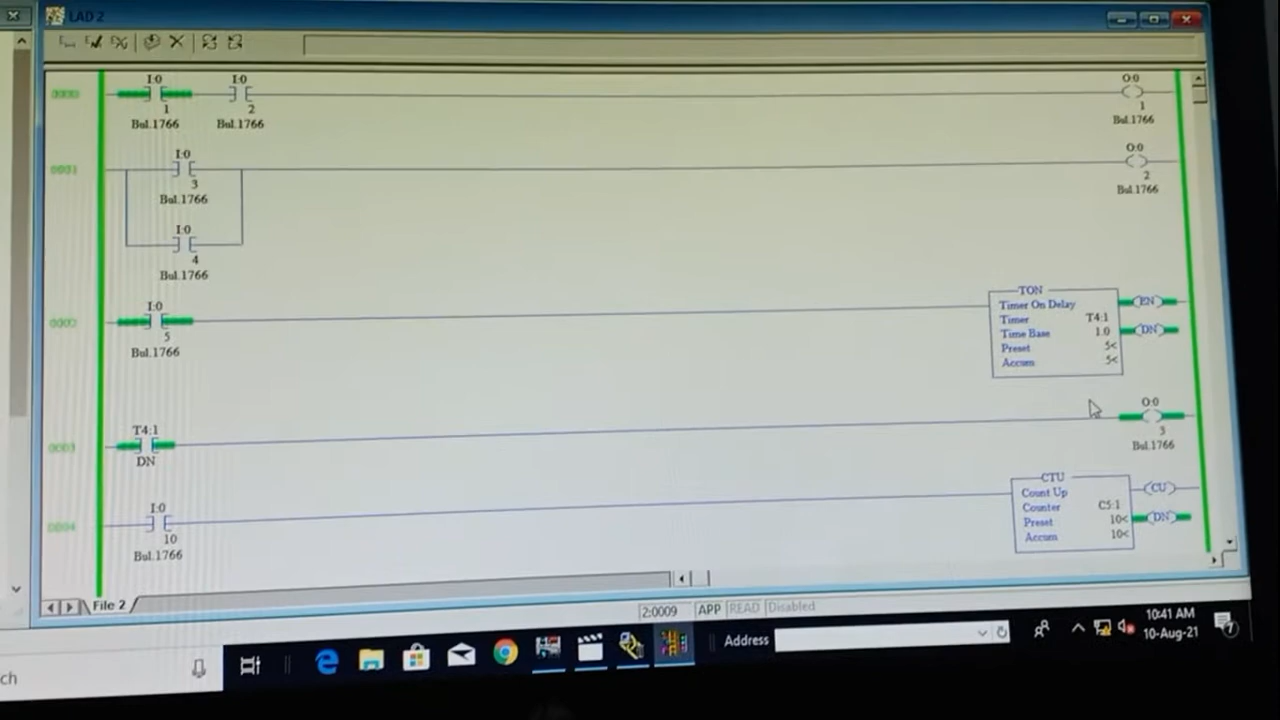 LAD 2
0000
I:0
1
Bul.1766
I:0
2
Bul.1766
O:0
1
Bul.1766
0001
I:0
3
Bul.1766
I:0
4
Bul.1766
O:0
2
Bul.1766
0002
I:0
5
Bul.1766
TON
Timer On Delay
Timer T4:1
Time Base 1.0
Preset 5<
Accum 5<
EN
DN
0003
T4:1
DN
O:0
3
Bul.1766
0004
I:0
10
Bul.1766
CTU
Count Up
Counter C5:1
Preset 10<
Accum 10<
CU
DN
File 2
2:0009 APP READ Disabled
ch
Address
10:41 AM
10-Aug-21
7